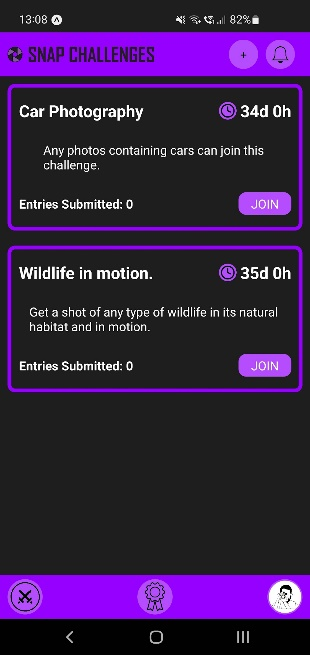 13:08 82%
SNAP CHALLENGES +
Car Photography 34d 0h
Any photos containing cars can join this
challenge.
Entries Submitted: 0 JOIN
Wildlife in motion. 35d 0h
Get a shot of any type of wildlife in its natural
habitat and in motion.
Entries Submitted: 0 JOIN